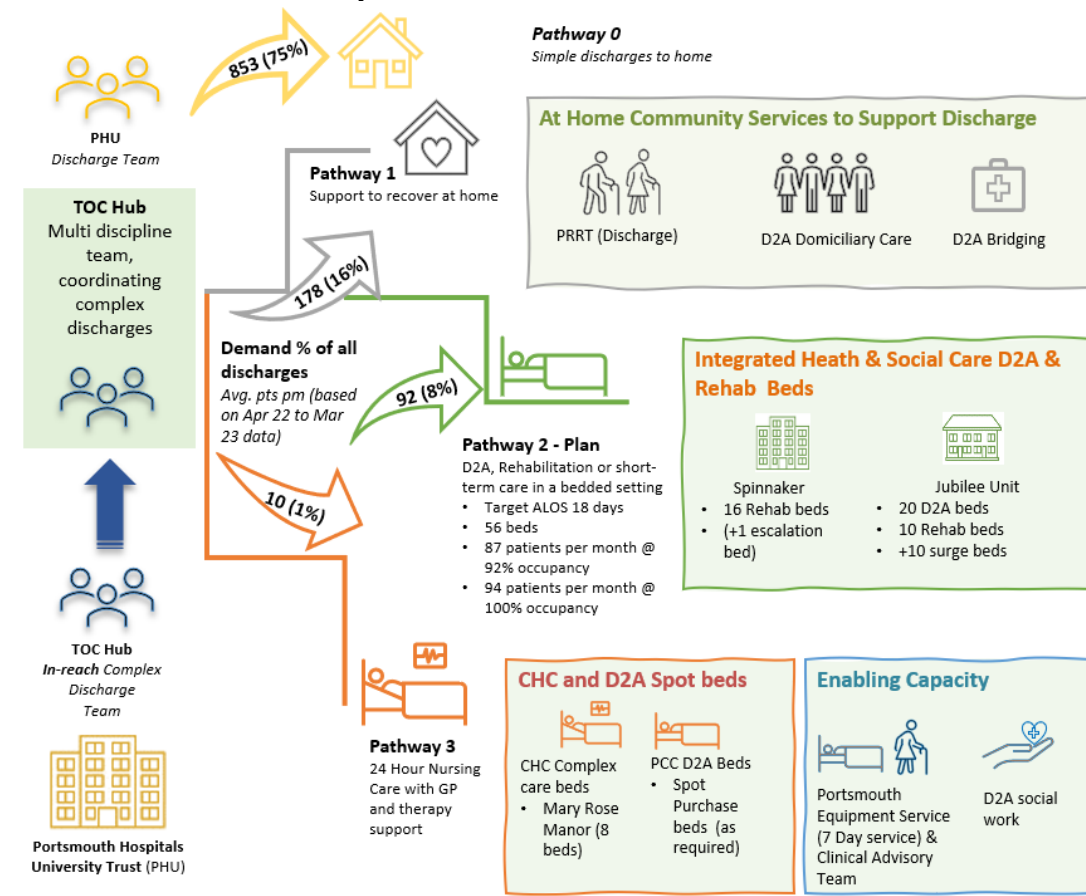 853 (75%)
PHU
Discharge Team
Pathway 0
Simple discharges to home
At Home Community Services to Support Discharge
PRRT (Discharge)
D2A Domiciliary Care
D2A Bridging
Pathway 1
Support to recover at home
TOC Hub
Multi discipline
team,
coordinating
complex
discharges
178 (16%)
Demand % of all
discharges
Avg. pts pm (based
on Apr 22 to Mar
23 data)
92 (8%)
10 (1%)
Pathway 2 - Plan
D2A, Rehabilitation or short-
term care in a bedded setting
• Target ALOS 18 days
• 56 beds
• 87 patients per month @
92% occupancy
• 94 patients per month @
100% occupancy
Integrated Heath & Social Care D2A &
Rehab Beds
Spinnaker
• 16 Rehab beds
• (+1 escalation
bed)
Jubilee Unit
• 20 D2A beds
• 10 Rehab beds
• +10 surge beds
TOC Hub
In-reach Complex
Discharge
Team
Portsmouth Hospitals
University Trust (PHU)
Pathway 3
24 Hour Nursing
Care with GP
and therapy
support
CHC and D2A Spot beds
CHC Complex
care beds
• Mary Rose
Manor (8
beds)
PCC D2A Beds
• Spot
Purchase
beds (as
required)
Enabling Capacity
Portsmouth
Equipment Service
(7 Day service) &
Clinical Advisory
Team
D2A social
work